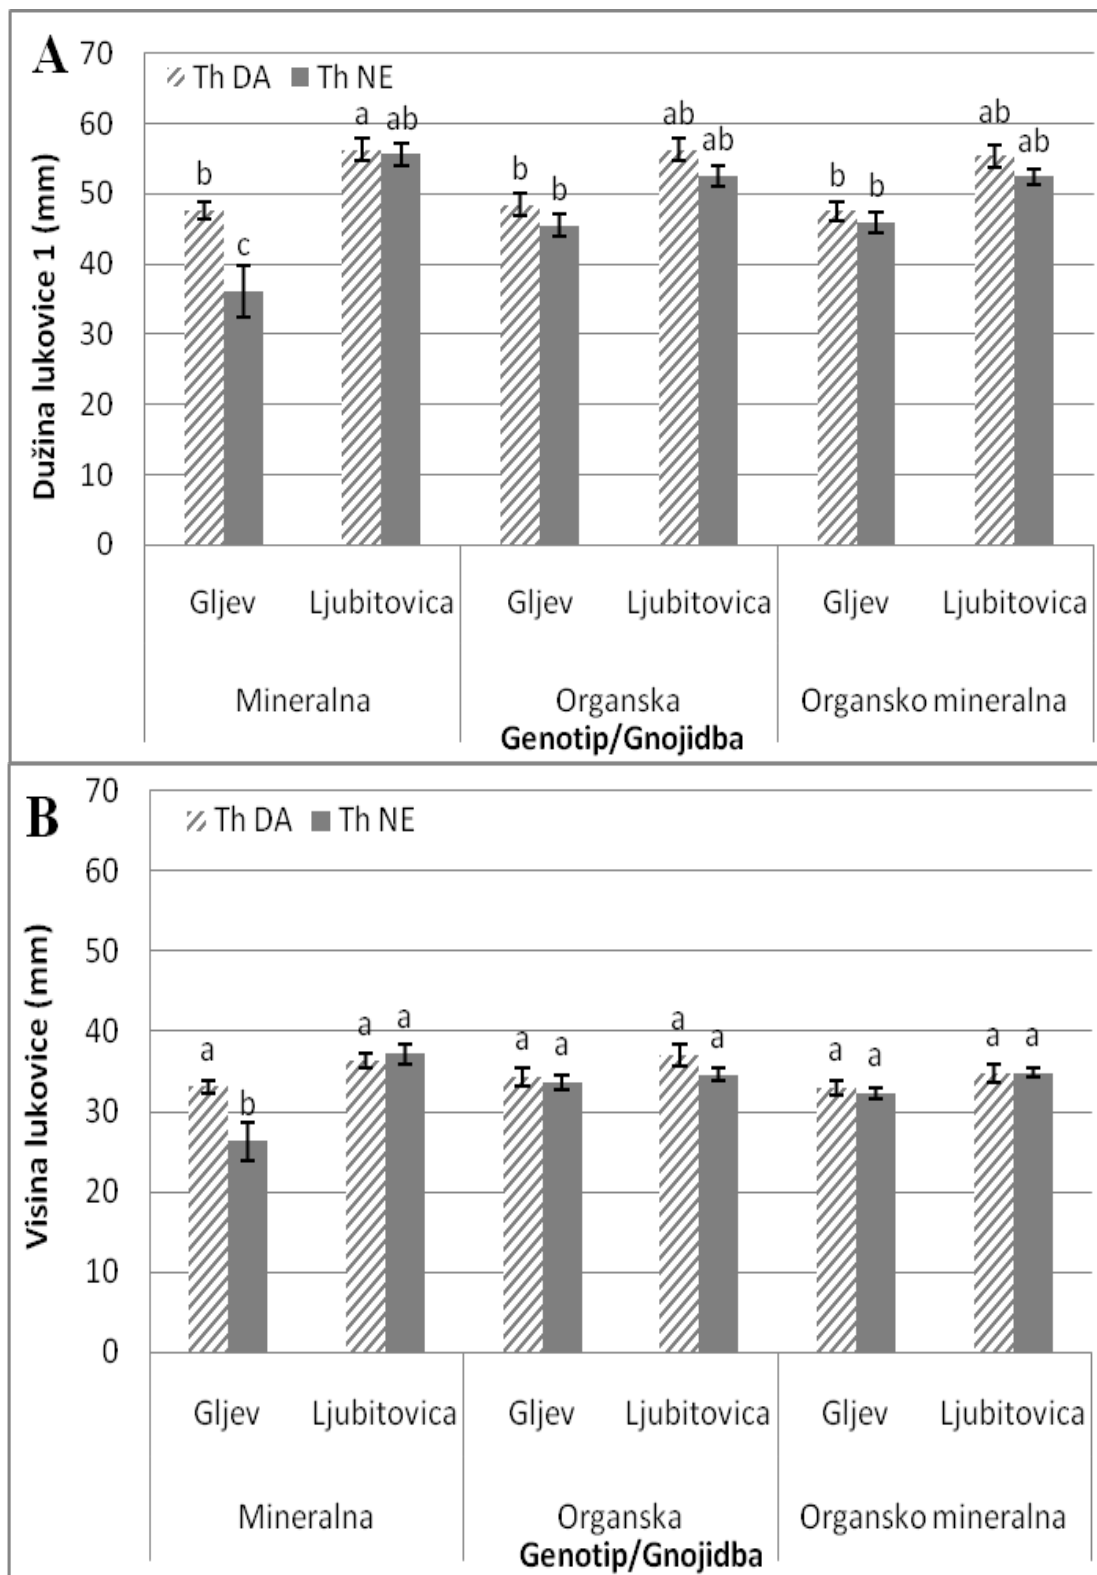 A
70
60
50
40
30
20
10
0
Dužina lukovice 1 (mm)
Th DA Th NE
b c a ab b b ab ab b b ab ab
Gljev Ljubitovica Gljev Ljubitovica Gljev Ljubitovica
Mineralna Organska Organsko mineralna
Genotip/Gnojidba
B
70
60
50
40
30
20
10
0
Visina lukovice (mm)
Th DA Th NE
a b a a a a a a a a a a
Gljev Ljubitovica Gljev Ljubitovica Gljev Ljubitovica
Mineralna Organska Organsko mineralna
Genotip/Gnojidba